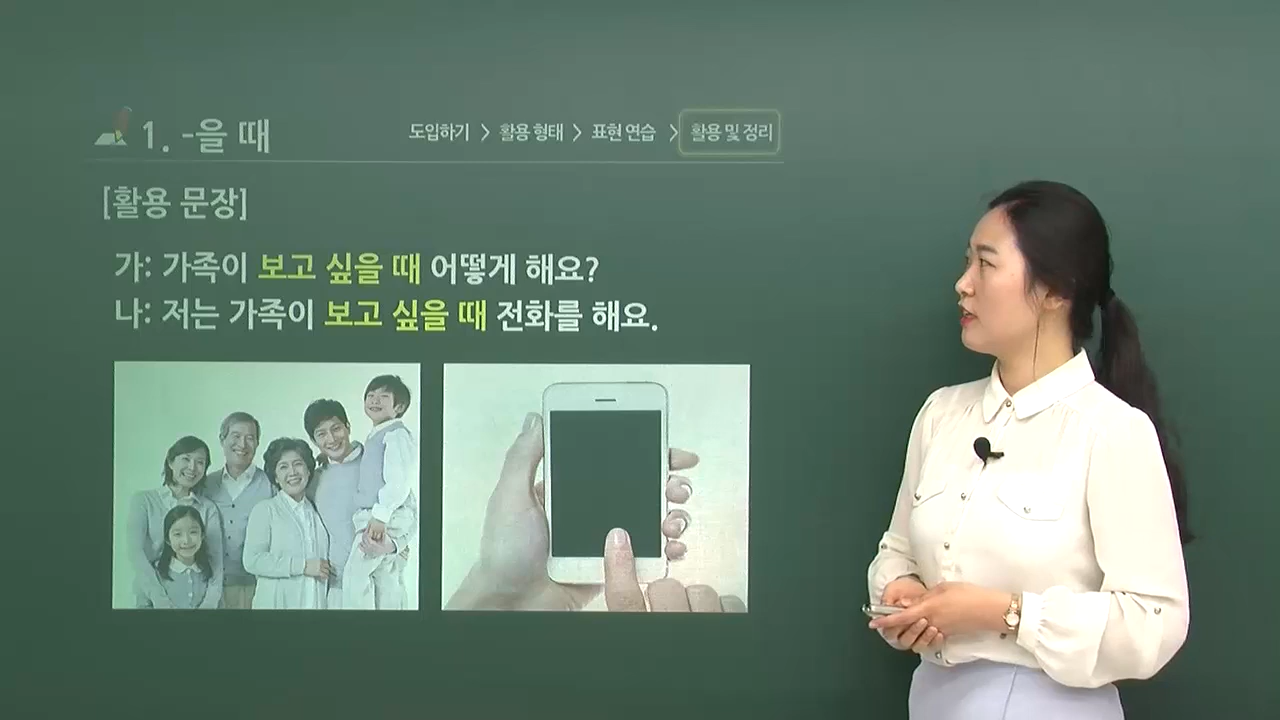 1. -을 때
도입하기 > 활용 형태 > 표현 연습 > 활용 및 정리
[활용 문장]
가: 가족이 보고 싶을 때 어떻게 해요?
나: 저는 가족이 보고 싶을 때 전화를 해요.